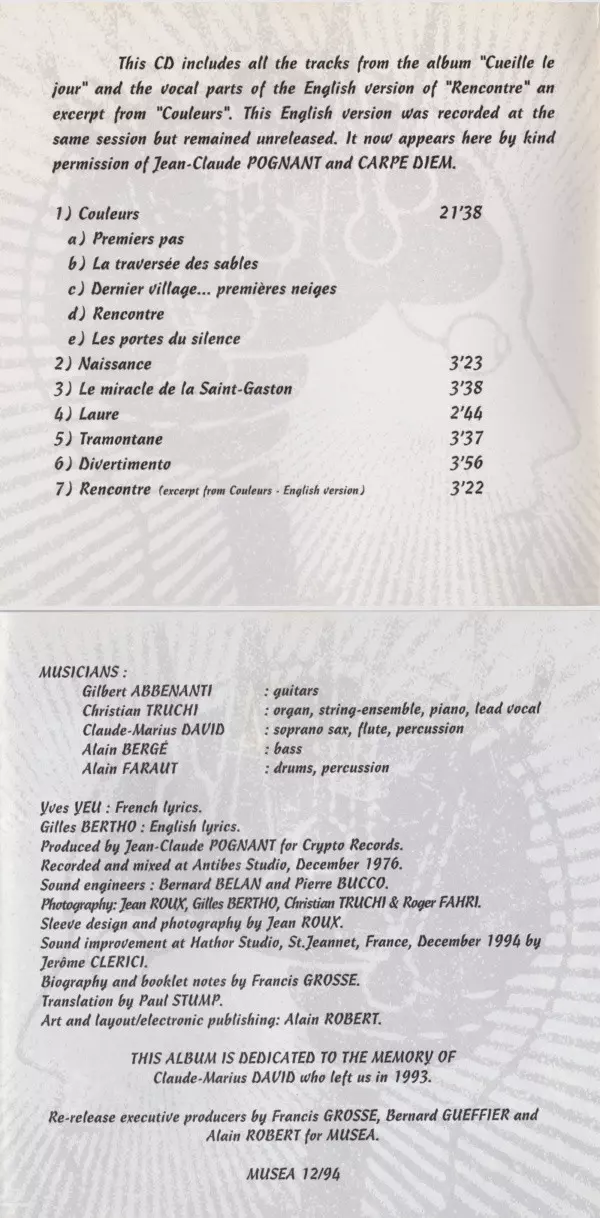 This CD includes all the tracks from the album "Cueille le
jour" and the vocal parts of the English version of "Rencontre" an
excerpt from "Couleurs". This English version was recorded at the
same session but remained unreleased. It now appears here by kind
permission of Jean-Claude POGNANT and CARPE DIEM.
1) Couleurs 21'38
a) Premiers pas
b) La traversée des sables
c) Dernier village... premières neiges
d) Rencontre
e) Les portes du silence
2) Naissance 3'23
3) Le miracle de la Saint-Gaston 3'38
4) Laure 2'44
5) Tramontane 3'37
6) Divertimento 3'56
7) Rencontre (excerpt from Couleurs - English version) 3'22
MUSICIANS :
Gilbert ABBENANTI : guitars
Christian TRUCHI : organ, string-ensemble, piano, lead vocal
Claude-Marius DAVID : soprano sax, flute, percussion
Alain BERGÉ : bass
Alain FARAUT : drums, percussion
Yves YEU : French lyrics.
Gilles BERTHO : English lyrics.
Produced by Jean-Claude POGNANT for Crypto Records.
Recorded and mixed at Antibes Studio, December 1976.
Sound engineers : Bernard BELAN and Pierre BUCCO.
Photography: Jean ROUX, Gilles BERTHO, Christian TRUCHI & Roger FAHRI.
Sleeve design and photography by Jean ROUX.
Sound improvement at Hathor Studio, St.Jeannet, France, December 1994 by
Jerôme CLERICI.
Biography and booklet notes by Francis GROSSE.
Translation by Paul STUMP.
Art and layout/electronic publishing: Alain ROBERT.
THIS ALBUM IS DEDICATED TO THE MEMORY OF
Claude-Marius DAVID who left us in 1993.
Re-release executive producers by Francis GROSSE, Bernard GUEFFIER and
Alain ROBERT for MUSEA.
MUSEA 12/94